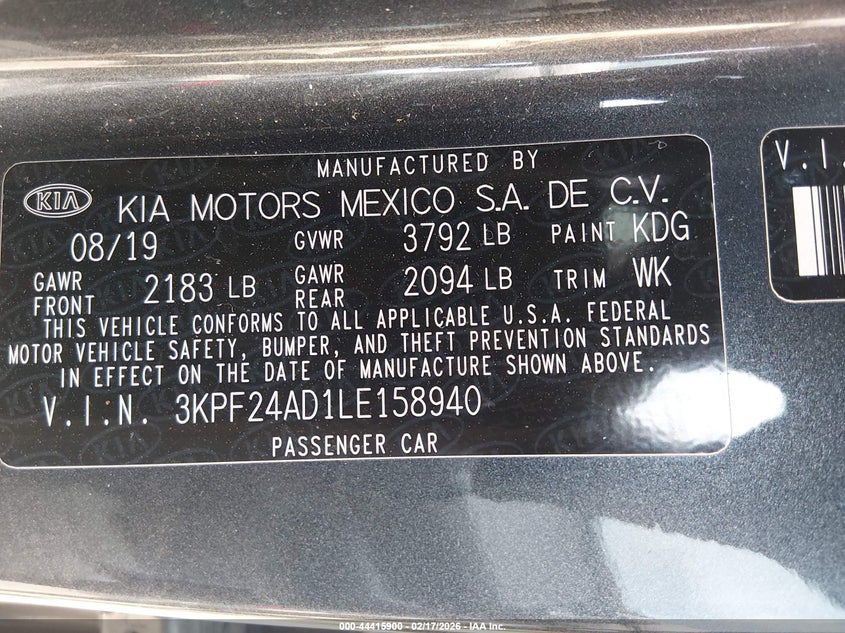 MANUFACTURED BY
KIA KIA MOTORS MEXICO S.A. DE C.V.
08/19 GVWR 3792 LB PAINT KDG
GAWR FRONT 2183 LB GAWR REAR 2094 LB TRIM WK
THIS VEHICLE CONFORMS TO ALL APPLICABLE U.S.A. FEDERAL
MOTOR VEHICLE SAFETY, BUMPER, AND THEFT PREVENTION STANDARDS
IN EFFECT ON THE DATE OF MANUFACTURE SHOWN ABOVE.
V.I.N. 3KPF24AD1LE158940
PASSENGER CAR
V.I.
000-44415900 - 02/17/2026 - IAA Inc.